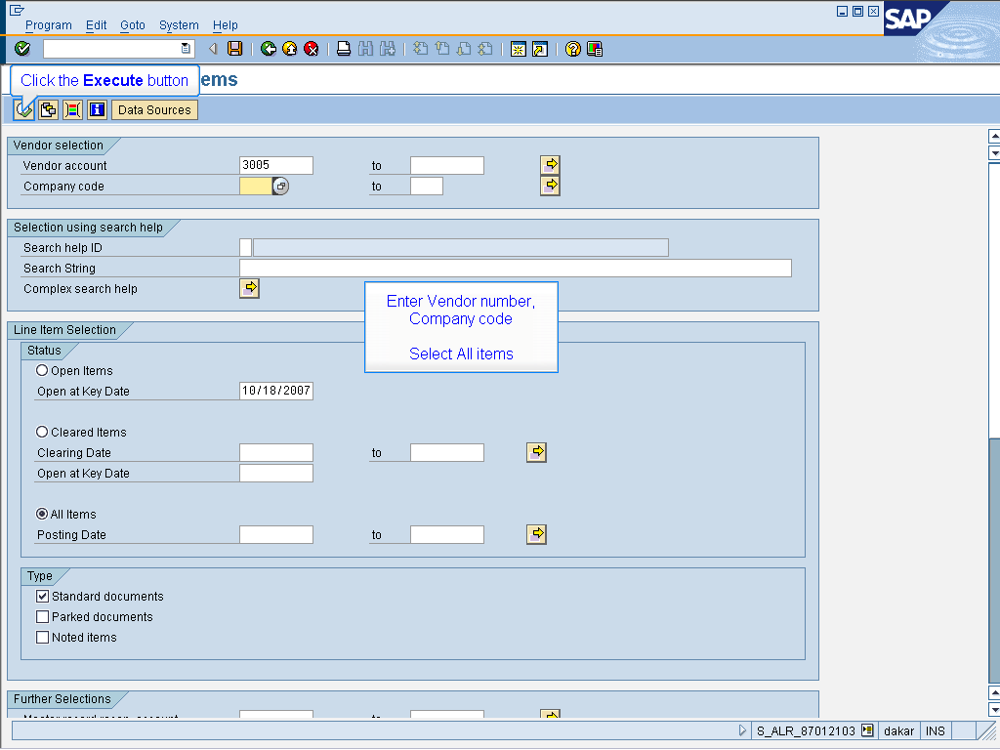 Program Edit Goto System Help
SAP
Click the Execute button
ems
Data Sources
Vendor selection
Vendor account 3005 to
Company code to
Selection using search help
Search help ID
Search String
Complex search help
Enter Vendor number,
Company code
Select All items
Line Item Selection
Status
Open Items
Open at Key Date 10/18/2007
Cleared Items
Clearing Date to
Open at Key Date
All Items
Posting Date to
Type
Standard documents
Parked documents
Noted items
Further Selections
to
S_ALR_87012103 dakar INS